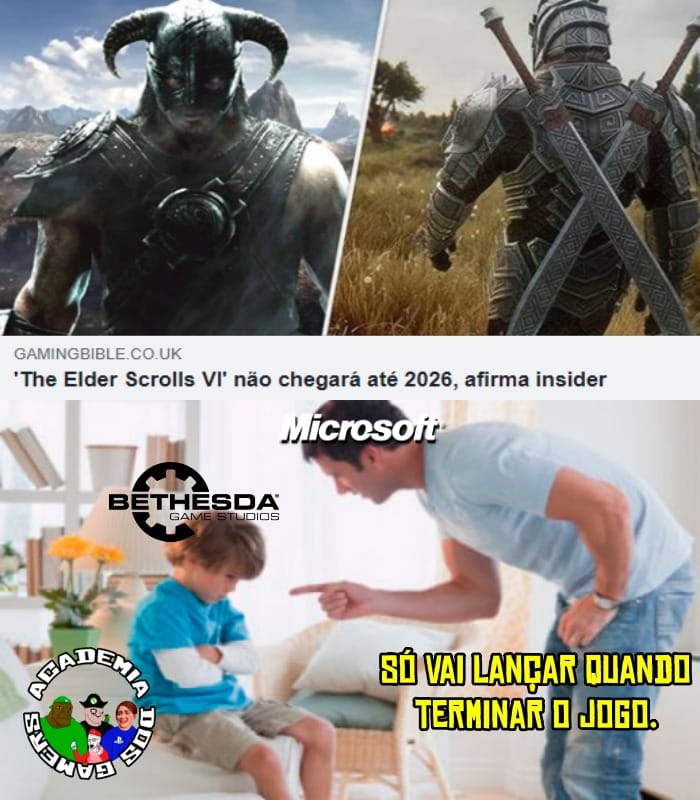 GAMINGBIBLE.CO.UK
'The Elder Scrolls VI' não chegará até 2026, afirma insider
Microsoft
BETHESDA
GAME STUDIOS
SÓ VAI LANÇAR QUANDO
TERMINAR O JOGO.
ACADEMIA DOS GAMENS